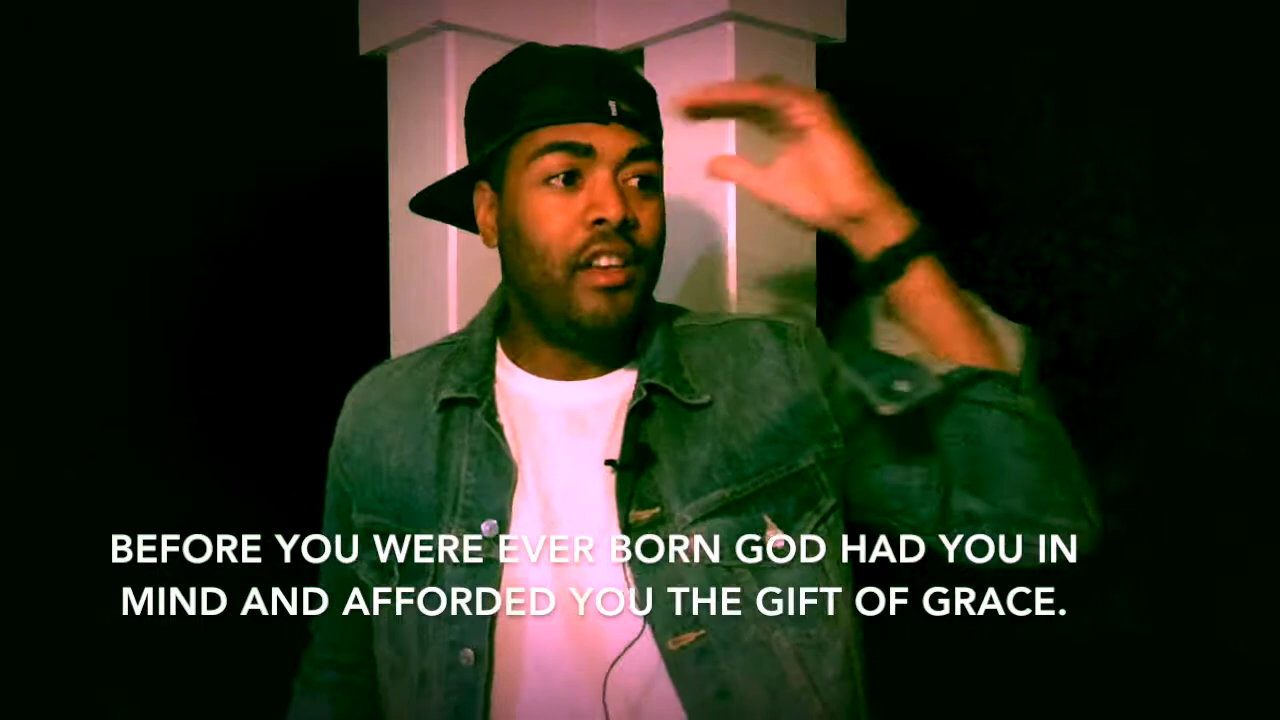 BEFORE YOU WERE EVER BORN GOD HAD YOU IN
MIND AND AFFORDED YOU THE GIFT OF GRACE.